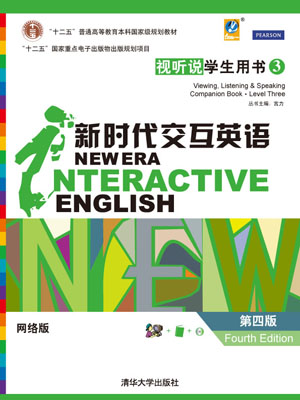 “十二五”普通高等教育本科国家级规划教材
PEARSON
“十二五”国家重点电子出版物出版规划项目
视听说学生用书3
Viewing, Listening & Speaking
Companion Book · Level Three
丛书主编 宫力
新时代交互英语
NEW ERA
INTERACTIVE
ENGLISH
NEW
网络版
第四版
Fourth Edition
清华大学出版社